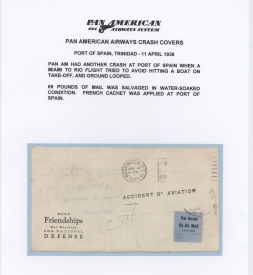 PAN AMERICAN
AIRWAYS SYSTEM
PAN AMERICAN AIRWAYS CRASH COVERS
PORT OF SPAIN, TRINIDAD - 11 APRIL 1936
PAN AM HAD ANOTHER CRASH AT PORT OF SPAIN WHEN A
MIAMI TO RIO FLIGHT TRIED TO AVOID HITTING A BOAT ON
TAKE-OFF, AND GROUND LOOPED.
66 POUNDS OF MAIL WAS SALVAGED IN WATER-SOAKED
CONDITION. FRENCH CACHET WAS APPLIED AT PORT OF
SPAIN.
ACCIDENT D' AVIATION
Par Avion
By Air Mail
Friendships
FOR NATIONAL
DEFENSE